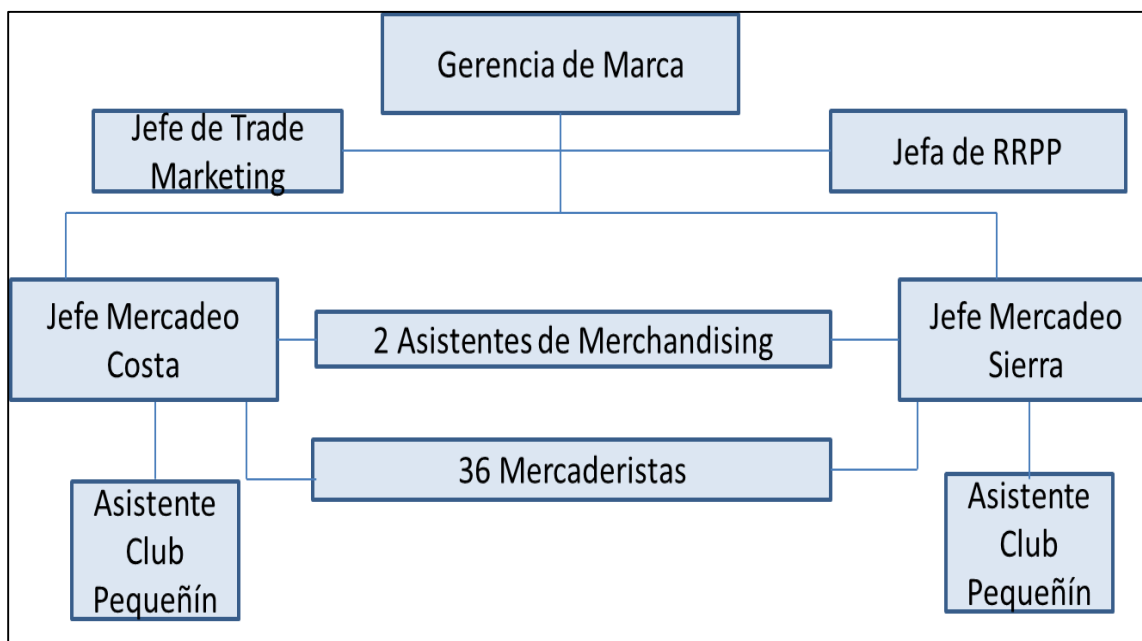 Gerencia de Marca
Jefe de Trade
Marketing
Jefa de RRPP
Jefe Mercadeo
Costa
2 Asistentes de Merchandising
Jefe Mercadeo
Sierra
36 Mercaderistas
Asistente
Club
Pequeñín
Asistente
Club
Pequeñín